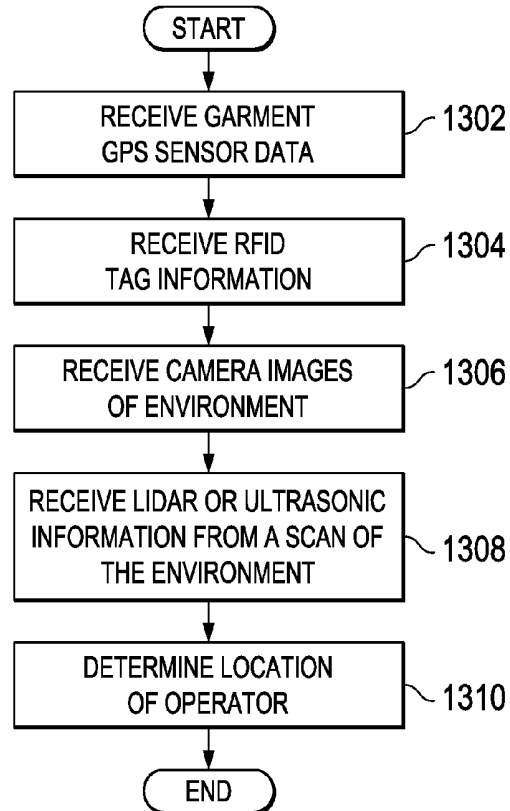 START
RECEIVE GARMENT
GPS SENSOR DATA
1302
RECEIVE RFID
TAG INFORMATION
1304
RECEIVE CAMERA IMAGES
OF ENVIRONMENT
1306
RECEIVE LIDAR OR ULTRASONIC
INFORMATION FROM A SCAN OF
THE ENVIRONMENT
1308
DETERMINE LOCATION
OF OPERATOR
1310
END